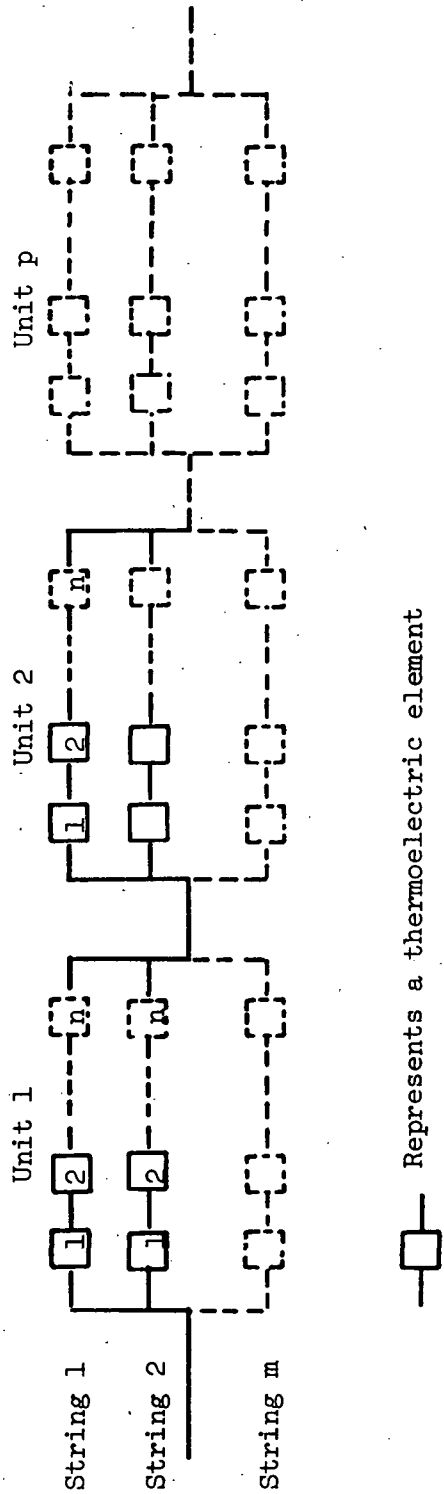 Unit 1
Unit 2
Unit p
String 1
1
2
n
1
2
n
String 2
1
2
n
String m
Represents a thermoelectric element